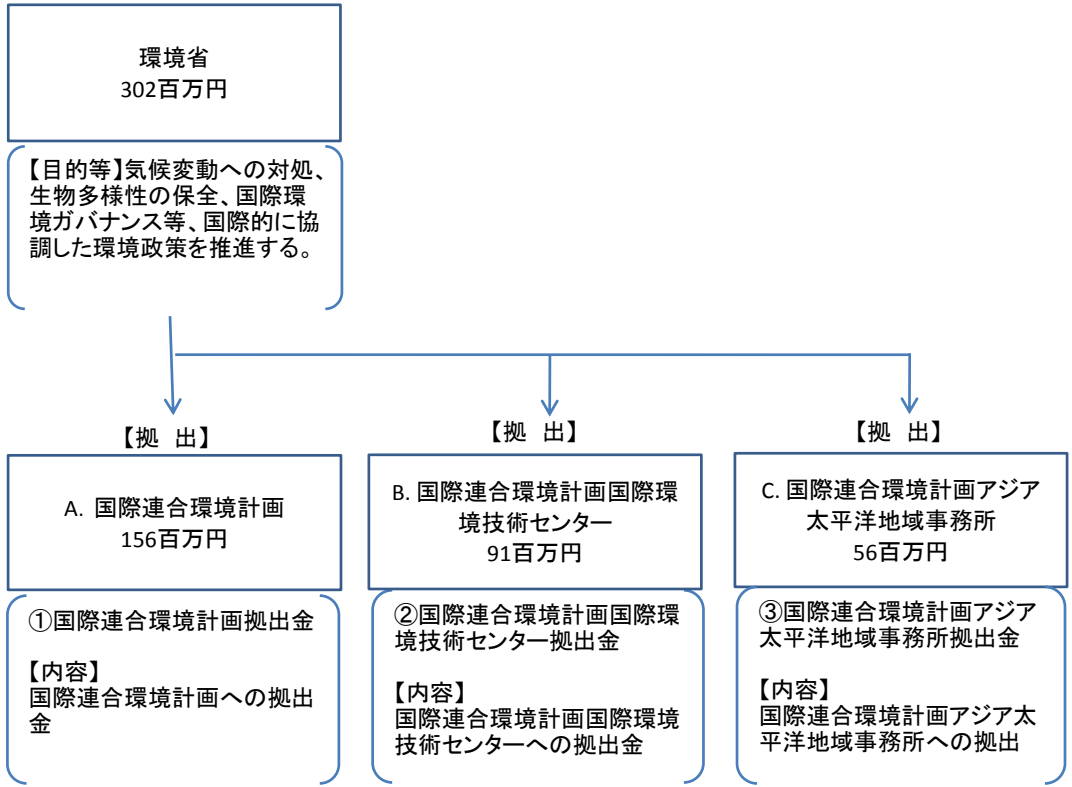 環境省
302百万円
【目的等】気候変動への対処、
生物多様性の保全、国際環
境ガバナンス等、国際的に協
調した環境政策を推進する。
【拠 出】
A. 国際連合環境計画
156百万円
①国際連合環境計画拠出金
【内容】
国際連合環境計画への拠出
金
【拠 出】
B. 国際連合環境計画国際環
境技術センター
91百万円
②国際連合環境計画国際環
境技術センター拠出金
【内容】
国際連合環境計画国際環境
技術センターへの拠出金
【拠 出】
C. 国際連合環境計画アジア
太平洋地域事務所
56百万円
③国際連合環境計画アジア
太平洋地域事務所拠出金
【内容】
国際連合環境計画アジア太
平洋地域事務所への拠出